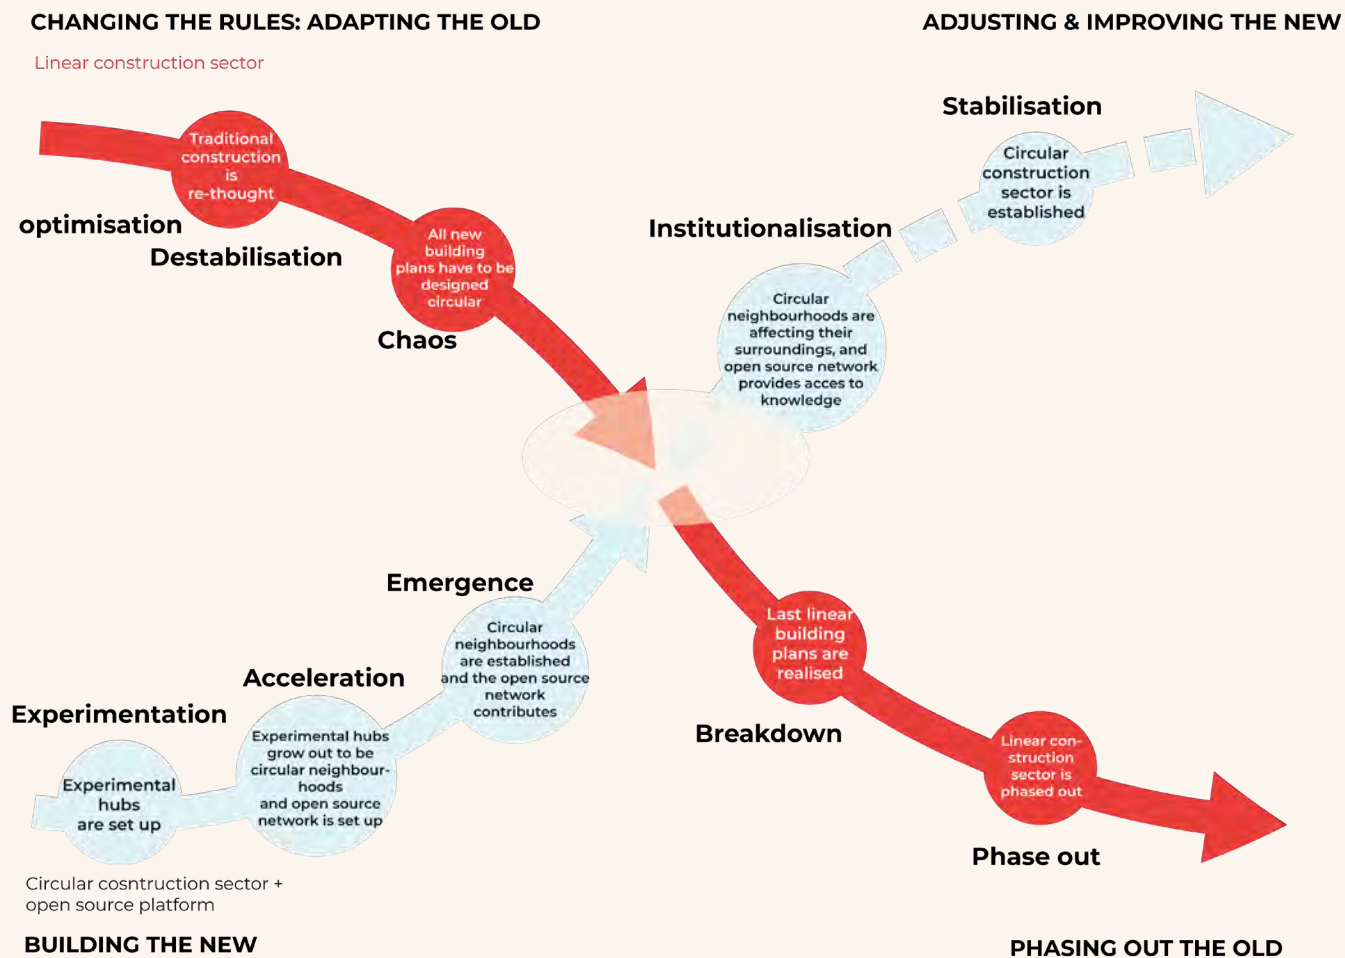 CHANGING THE RULES: ADAPTING THE OLD
ADJUSTING & IMPROVING THE NEW
Linear construction sector
Traditional
construction
is
re-thought
optimisation
Destabilisation
All new
building
plans have to be
designed
circular
Chaos
Stabilisation
Circular
construction
sector is
established
Institutionalisation
Circular
neighbourhoods are
affecting their
surroundings, and
open source network
provides acces to
knowledge
Emergence
Circular
neighbourhoods
are established
and the open source
network
contributes
Acceleration
Experimental hubs
grow out to be
circular neighbour-
hoods
and open source
network is set up
Experimentation
Experimental
hubs
are set up
Last linear
building
plans are
realised
Breakdown
Linear con-
struction
sector is
phased out
Phase out
Circular cosntruction sector +
open source platform
BUILDING THE NEW
PHASING OUT THE OLD